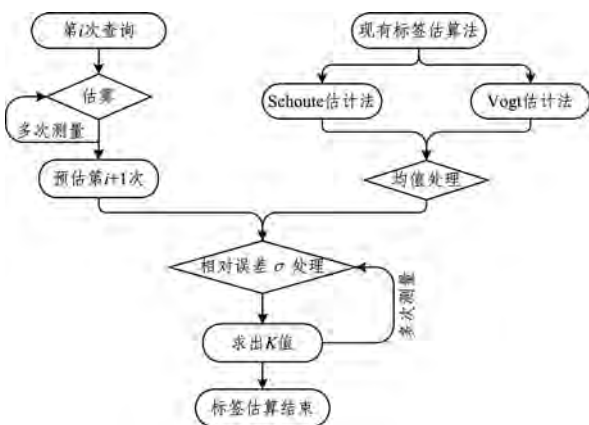 第i次查询
估算
多次测量
预估第i+1次
现有标签估算法
Schoute估计法
Vogt估计法
均值处理
相对误差 σ 处理
多次测量
求出K值
标签估算结束